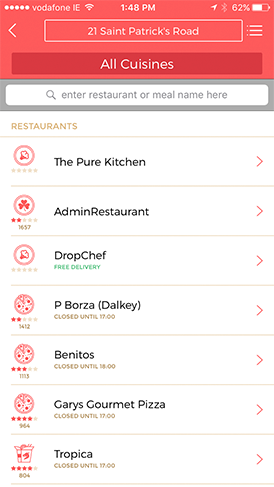 vodafone IE 1:48 PM 62%
21 Saint Patrick's Road
All Cuisines
enter restaurant or meal name here
RESTAURANTS
The Pure Kitchen
AdminRestaurant
1657
DropChef
FREE DELIVERY
P Borza (Dalkey)
CLOSED UNTIL 17:00
1412
Benitos
CLOSED UNTIL 18:00
1113
Garys Gourmet Pizza
CLOSED UNTIL 17:00
964
Tropica
CLOSED UNTIL 17:00
804